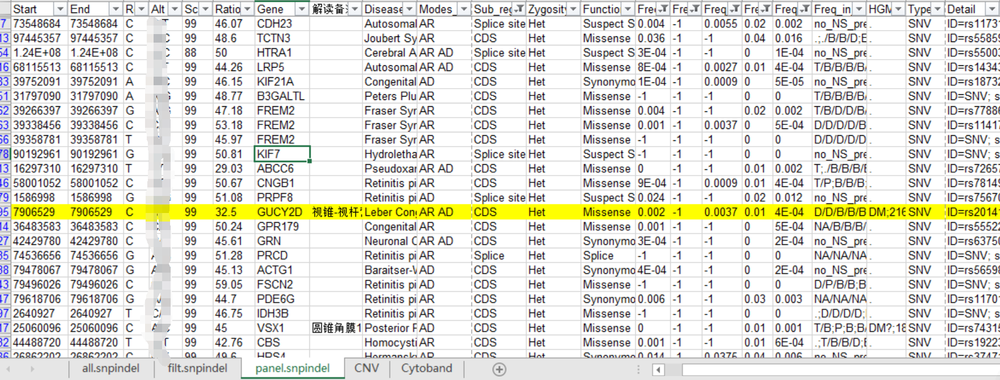 Start End R Alt Sc Ratio Gene 解读备注 Disease Modes_ Sub_reg Zygosity Functio Fre Fre Freq Fre Freq Freq_in HGM Type Detail
77 73548684 73548684 C 99 46.07 CDH23 Autosomal AR Splice site Het Suspect S 0.004 -1 0.0055 0.02 0.002 no_NS_pre . SNV ID=rs1173
13 97445357 97445357 C C 99 48.6 TCTN3 Joubert Sy AR CDS Het Missense 0.036 -1 -1 0.04 0.016 .;./B/B/D;E . SNV ID=rs5585
54 1.24E+08 1.24E+08 C C 88 50 HTRA1 Cerebral A AR AD Splice site Het Suspect S 3E-04 -1 -1 0 1E-04 no_NS_pre . SNV ID=rs5500
16 68115513 68115513 C 99 44.26 LRP5 Autosomal AR AD CDS Het Missense 8E-04 -1 0.0027 0.01 4E-04 T/B/B/B/B/ . SNV ID=rs1434
33 39752091 39752091 A C 99 46.15 KIF21A Congenital AD CDS Het Synonymo 1E-04 -1 0.0009 0 5E-05 no_NS_pre . SNV ID=rs1873
51 31797090 31797090 A 99 48.77 B3GALTL Peters Plu AR CDS Het Missense -1 -1 -1 0 0 T/B/B/B/B/ . SNV ID=SNV; s
62 39266397 39266397 G 99 47.18 FREM2 Fraser Syr AR CDS Het Missense 0.004 -1 -1 0.02 0.002 T/B/D/D/B/ . SNV ID=rs7788
63 39338456 39338456 C 99 53.18 FREM2 Fraser Syr AR CDS Het Missense 0.001 -1 0.0037 0 5E-04 D/D/D/D/B . SNV ID=rs1141
66 39358781 39358781 T 99 45.97 FREM2 Fraser Syr AR CDS Het Missense -1 -1 -1 0 0 D/D/D/D/D . SNV ID=SNV; s
78 90192961 90192961 G 99 50.81 KIF7 Hydroletha AR Splice site Het Suspect S -1 -1 -1 0 0 no_NS_pre . SNV ID=SNV; s
13 16297310 16297310 T 99 29.03 ABCC6 Pseudoxar AR AD CDS Het Missense 0 -1 -1 0.01 0.002 T;./B/B/B/E . SNV ID=rs7265
46 58001052 58001052 C 99 50.67 CNGB1 Retinitis pi AR CDS Het Missense 9E-04 -1 0.0009 0.01 4E-04 T/P;B/B/B; . SNV ID=rs7814
79 1586998 1586998 G 99 51.08 PRPF8 Retinitis pi AD Splice site Het Suspect S 0.024 -1 -1 0.02 0.012 no_NS_pre . SNV ID=rs7567
95 7906529 7906529 C 99 32.5 GUCY2D 视锥-视杆 Leber Con AR AD CDS Het Missense 0.002 -1 0.0037 0.01 4E-04 D/D/B/B/B DM;216 SNV ID=rs2014
14 36483583 36483583 C 99 50.24 GPR179 Congenital AR CDS Het Missense 0.001 -1 -1 0 5E-04 NA/B/B/B/ . SNV ID=rs5552
27 42429780 42429780 C 99 45.61 GRN Neuronal C AR AD CDS Het Synonymo 3E-04 -1 -1 0 2E-04 no_NS_pre . SNV ID=rs6375
35 74536656 74536656 G 99 51.28 PRCD Retinitis pi AR Splice Het Splice -1 -1 -1 0 0 NA/NA/NA . SNV ID=SNV; s
38 79478067 79478067 G 99 45.13 ACTG1 Baraitser-V AD CDS Het Synonymo 4E-04 -1 -1 0 2E-04 no_NS_pre . SNV ID=rs5659
43 79496026 79496026 C 99 59.05 FSCN2 Retinitis pi AD CDS Het Missense -1 -1 -1 0 0 D/P/B/B;B . SNV ID=SNV; s
47 79618706 79618706 G 99 44.7 PDE6G Retinitis pi AR CDS Het Synonymo 0.006 -1 -1 0.03 0.003 NA/NA/NA . SNV ID=rs1170
97 2640927 2640927 T 99 46.75 IDH3B Retinitis pi AR CDS Het Missense -1 -1 -1 0 0 .;D/D/D/D; . SNV ID=SNV; s
17 25060096 25060096 C 99 45 VSX1 圆锥角膜1 Posterior F AD CDS Het Missense 0 -1 -1 0.01 0.001 T/B;P;B;B/ DM?;18 SNV ID=rs7431
32 44488720 44488720 T T 99 42.76 CBS Homocysti AR CDS Het Missense 0.001 -1 -1 0.01 6E-04 .;T/B/B/D;E . SNV ID=rs1922
36 26862202 26862202 C 99 49.6 HPS4 Hermansk AR CDS Het Synonymo 0.014 -1 0.0376 0.04 0.006 no_NS_pre . SNV ID=rs3747
all.snpindel filt.snpindel panel.snpindel CNV Cytoband